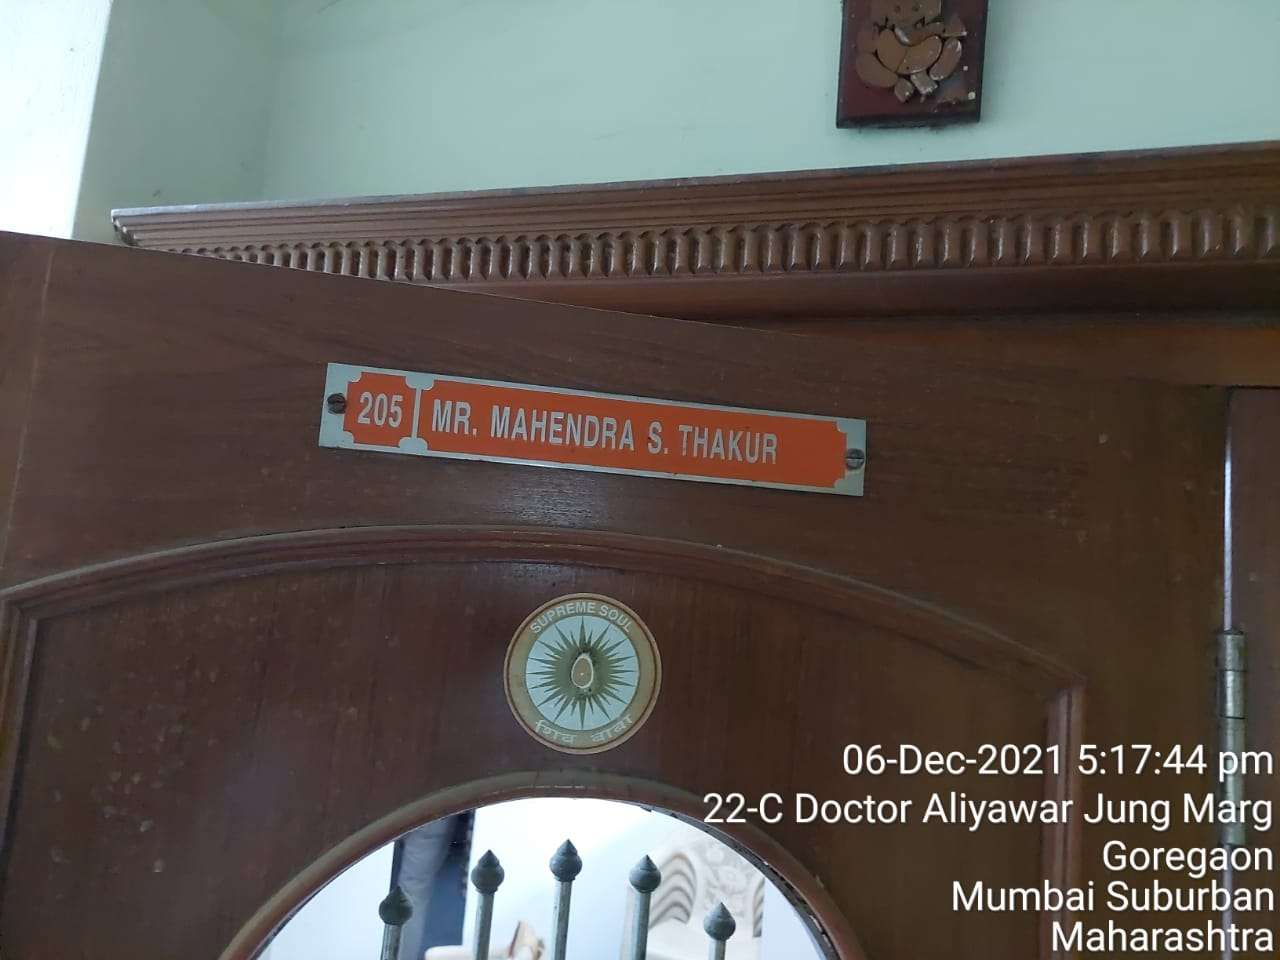 205 MR. MAHENDRA S. THAKUR
SUPREME SOUL
शिव बाबा
06-Dec-2021 5:17:44 pm
22-C Doctor Aliyawar Jung Marg
Goregaon
Mumbai Suburban
Maharashtra